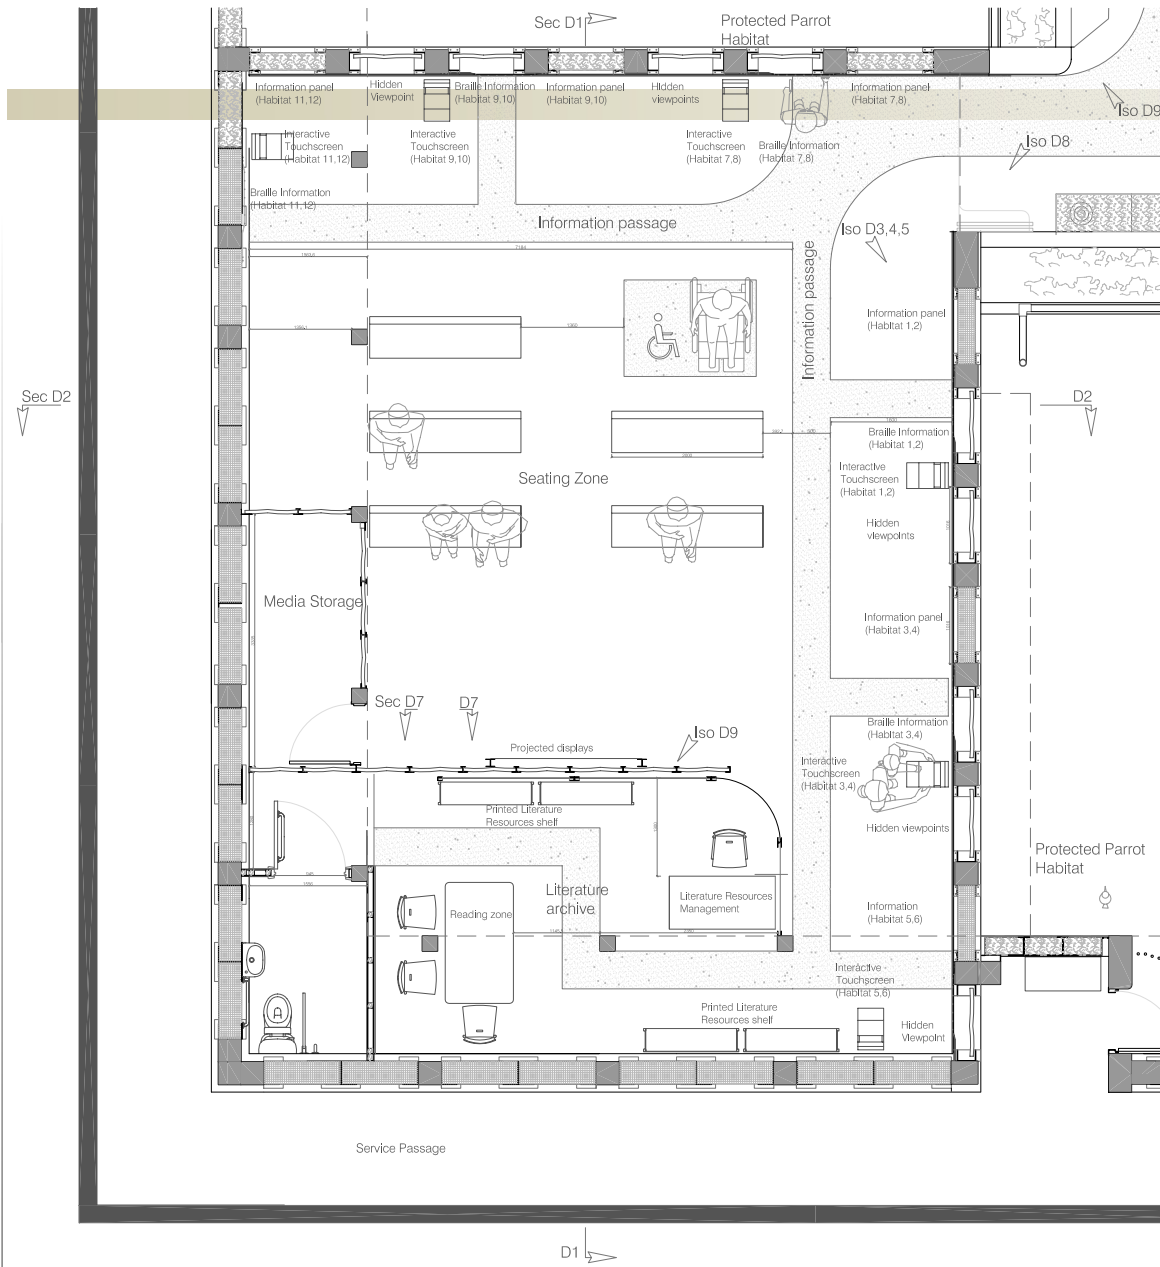 Sec D1
Protected Parrot
Habitat
Information panel
(Habitat 11,12)
Hidden
Viewpoint
Braille Information
(Habitat 9,10)
Information panel
(Habitat 9,10)
Hidden
viewpoints
Information panel
(Habitat 7,8)
Iso D9
Interactive
Touchscreen
(Habitat 11,12)
Interactive
Touchscreen
(Habitat 9,10)
Interactive
Touchscreen
(Habitat 7,8)
Braille Information
(Habitat 7,8)
Iso D8
Braille Information
(Habitat 11,12)
Information passage
Iso D3,4,5
7184
Information passage
Information panel
(Habitat 1,2)
Sec D2
D2
Braille Information
(Habitat 1,2)
Interactive
Touchscreen
(Habitat 1,2)
Seating Zone
Hidden
viewpoints
Media Storage
Information panel
(Habitat 3,4)
Sec D7
D7
Iso D9
Braille Information
(Habitat 3,4)
Projected displays
Interactive
Touchscreen
(Habitat 3,4)
Printed Literature
Resources shelf
Hidden viewpoints
Protected Parrot
Habitat
Literature
archive
Reading zone
Literature Resources
Management
Information
(Habitat 5,6)
Interactive
Touchscreen
(Habitat 5,6)
Printed Literature
Resources shelf
Hidden
Viewpoint
Service Passage
D1